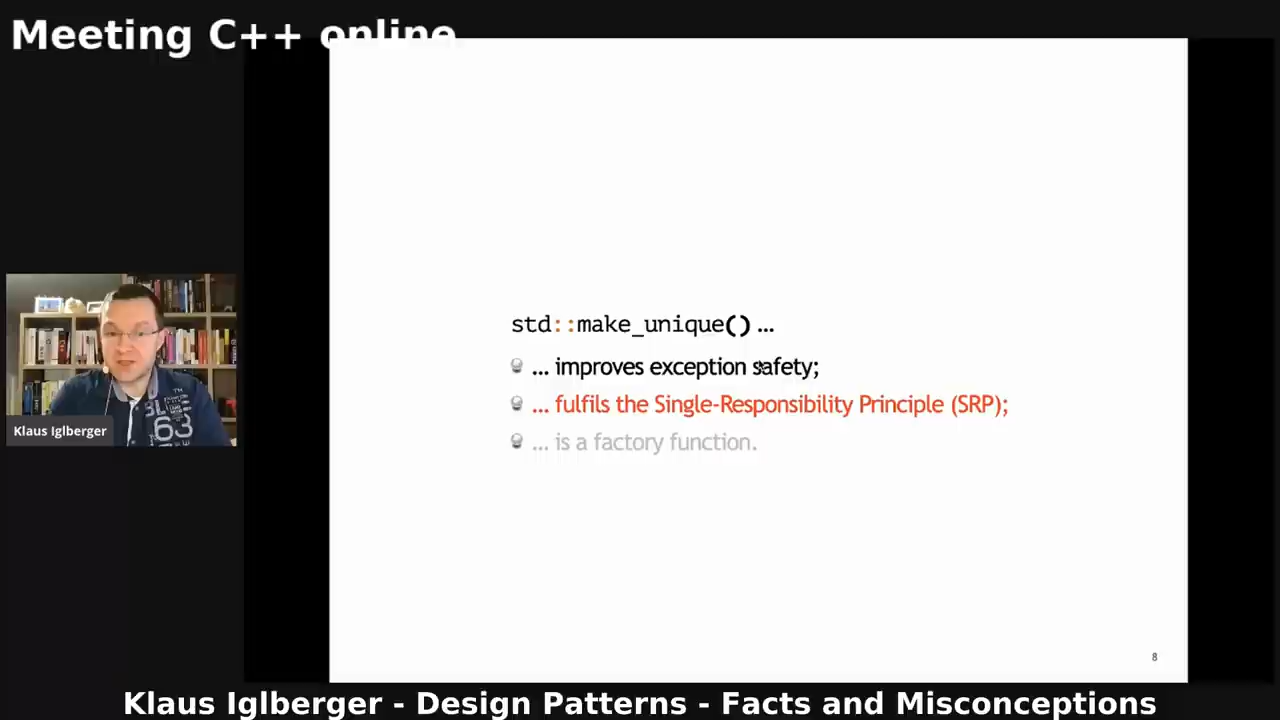 Meeting C++ online
std::make_unique() ...
... improves exception safety;
... fulfils the Single-Responsibility Principle (SRP);
... is a factory function.
Klaus Iglberger
63
8
Klaus Iglberger - Design Patterns - Facts and Misconceptions